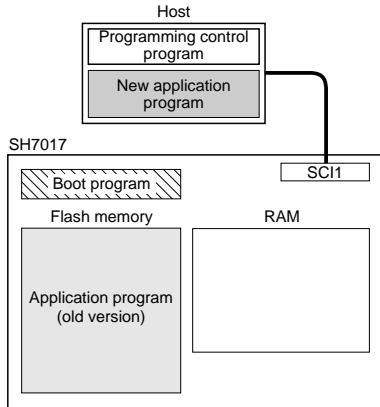 Host
Programming control
program
New application
program
SH7017
SCI1
Boot program
Flash memory
RAM
Application program
(old version)